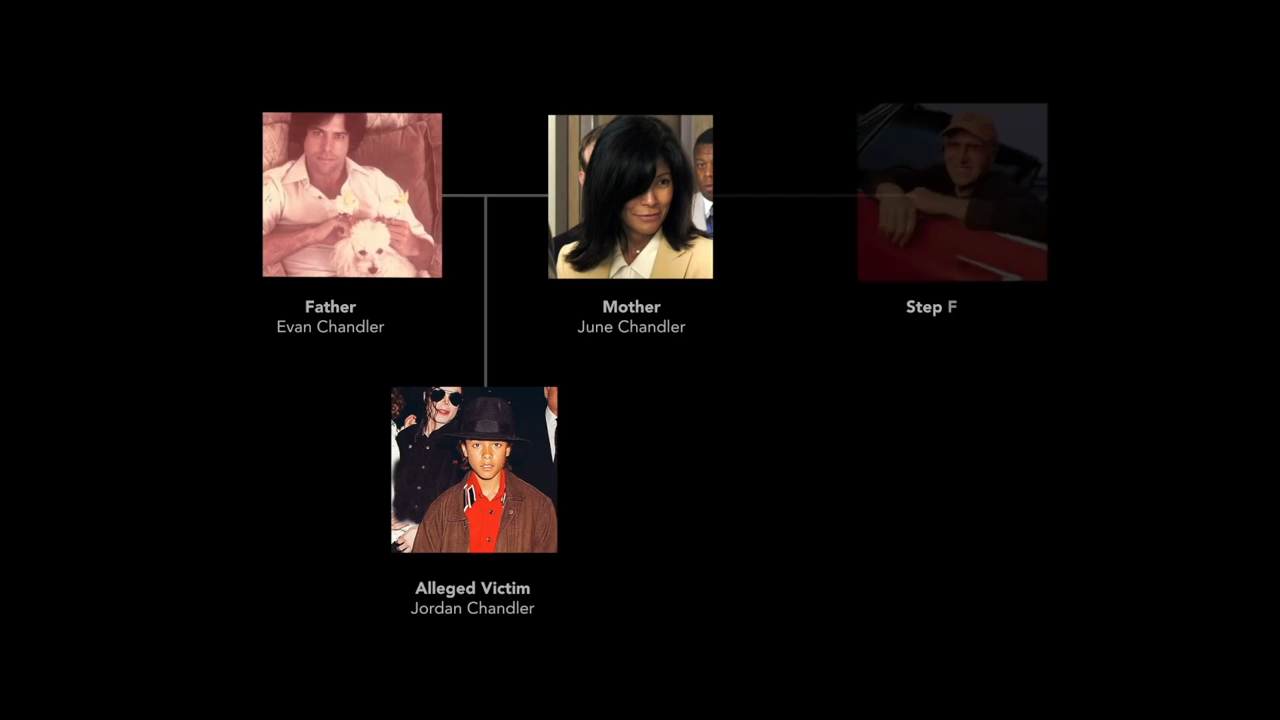 Father
Evan Chandler
Mother
June Chandler
Step F
Alleged Victim
Jordan Chandler